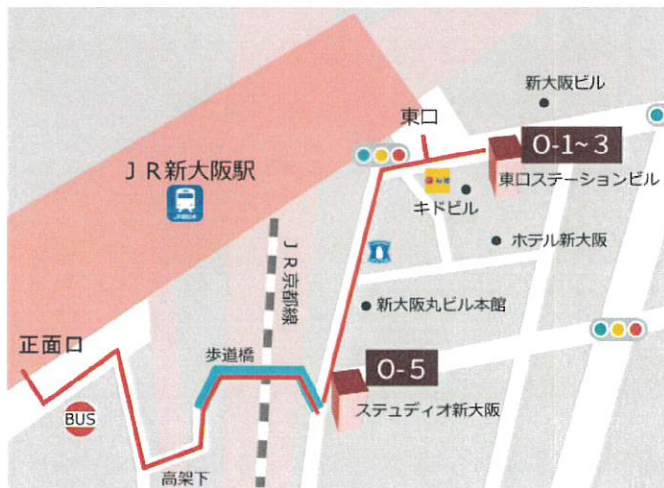 新大阪ビル
東口
O-1~3
東口ステーションビル
JR新大阪駅
キドビル
ホテル新大阪
JR京都線
新大阪丸ビル本館
正面口
歩道橋
O-5
ステュディオ新大阪
BUS
高架下